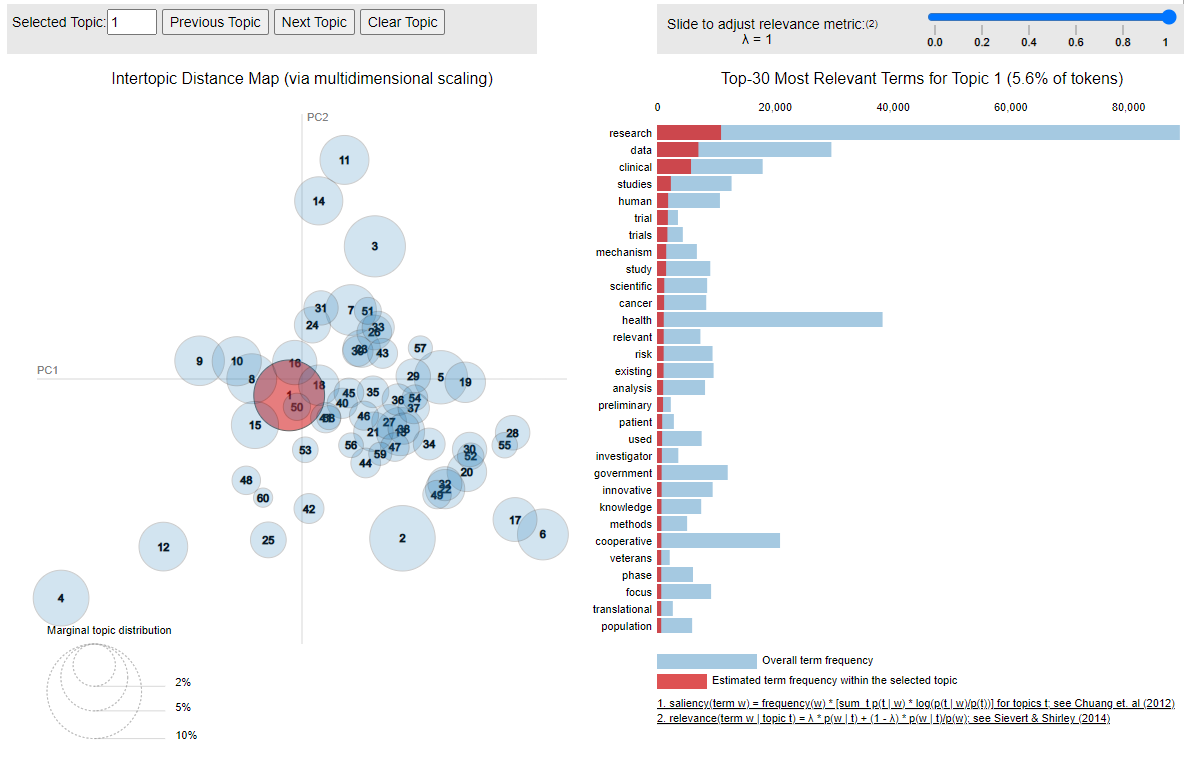 Selected Topic: 1 Previous Topic Next Topic Clear Topic
Slide to adjust relevance metric:(2)
λ = 1
0.0 0.2 0.4 0.6 0.8 1
Intertopic Distance Map (via multidimensional scaling)
PC2
PC1
11
14
3
31
7
51
24
33
26
43
57
9
10
16
8
29
5
19
1
18
45
35
36
54
50
40
37
15
46
27
21
28
53
56
47
34
55
59
30
52
44
48
20
60
32
22
49
42
17
25
2
6
12
4
Marginal topic distribution
2%
5%
10%
Top-30 Most Relevant Terms for Topic 1 (5.6% of tokens)
0 20,000 40,000 60,000 80,000
research
data
clinical
studies
human
trial
trials
mechanism
study
scientific
cancer
health
relevant
risk
existing
analysis
preliminary
patient
used
investigator
government
innovative
knowledge
methods
cooperative
veterans
phase
focus
translational
population
Overall term frequency
Estimated term frequency within the selected topic
1. saliency(term w) = frequency(w) * [sum_t p(t | w) * log(p(t | w)/p(t))] for topics t; see Chuang et. al (2012)
2. relevance(term w | topic t) = λ * p(w | t) + (1 - λ) * p(w | t)/p(w); see Sievert & Shirley (2014)